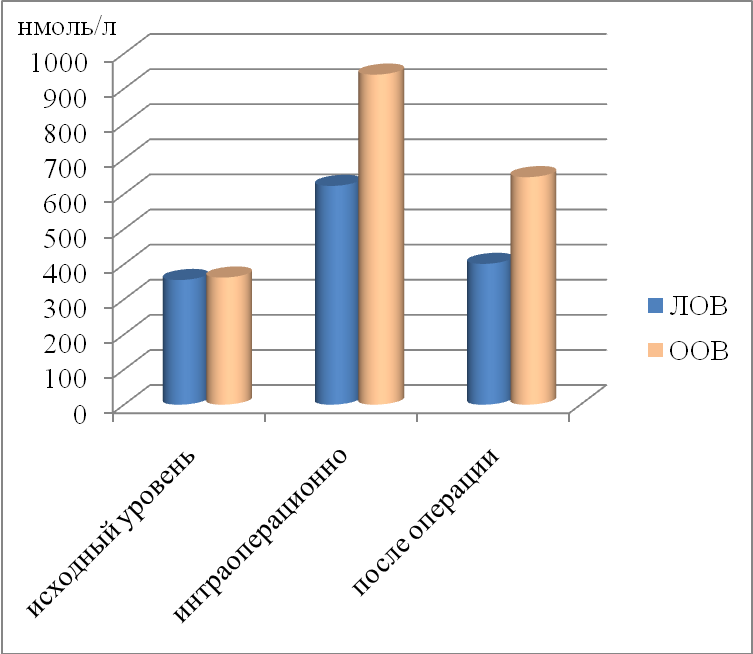 нмоль/л
1000
900
800
700
600
500
400
300
200
100
0
исходный уровень
интраоперационно
после операции
ЛОВ
ООВ